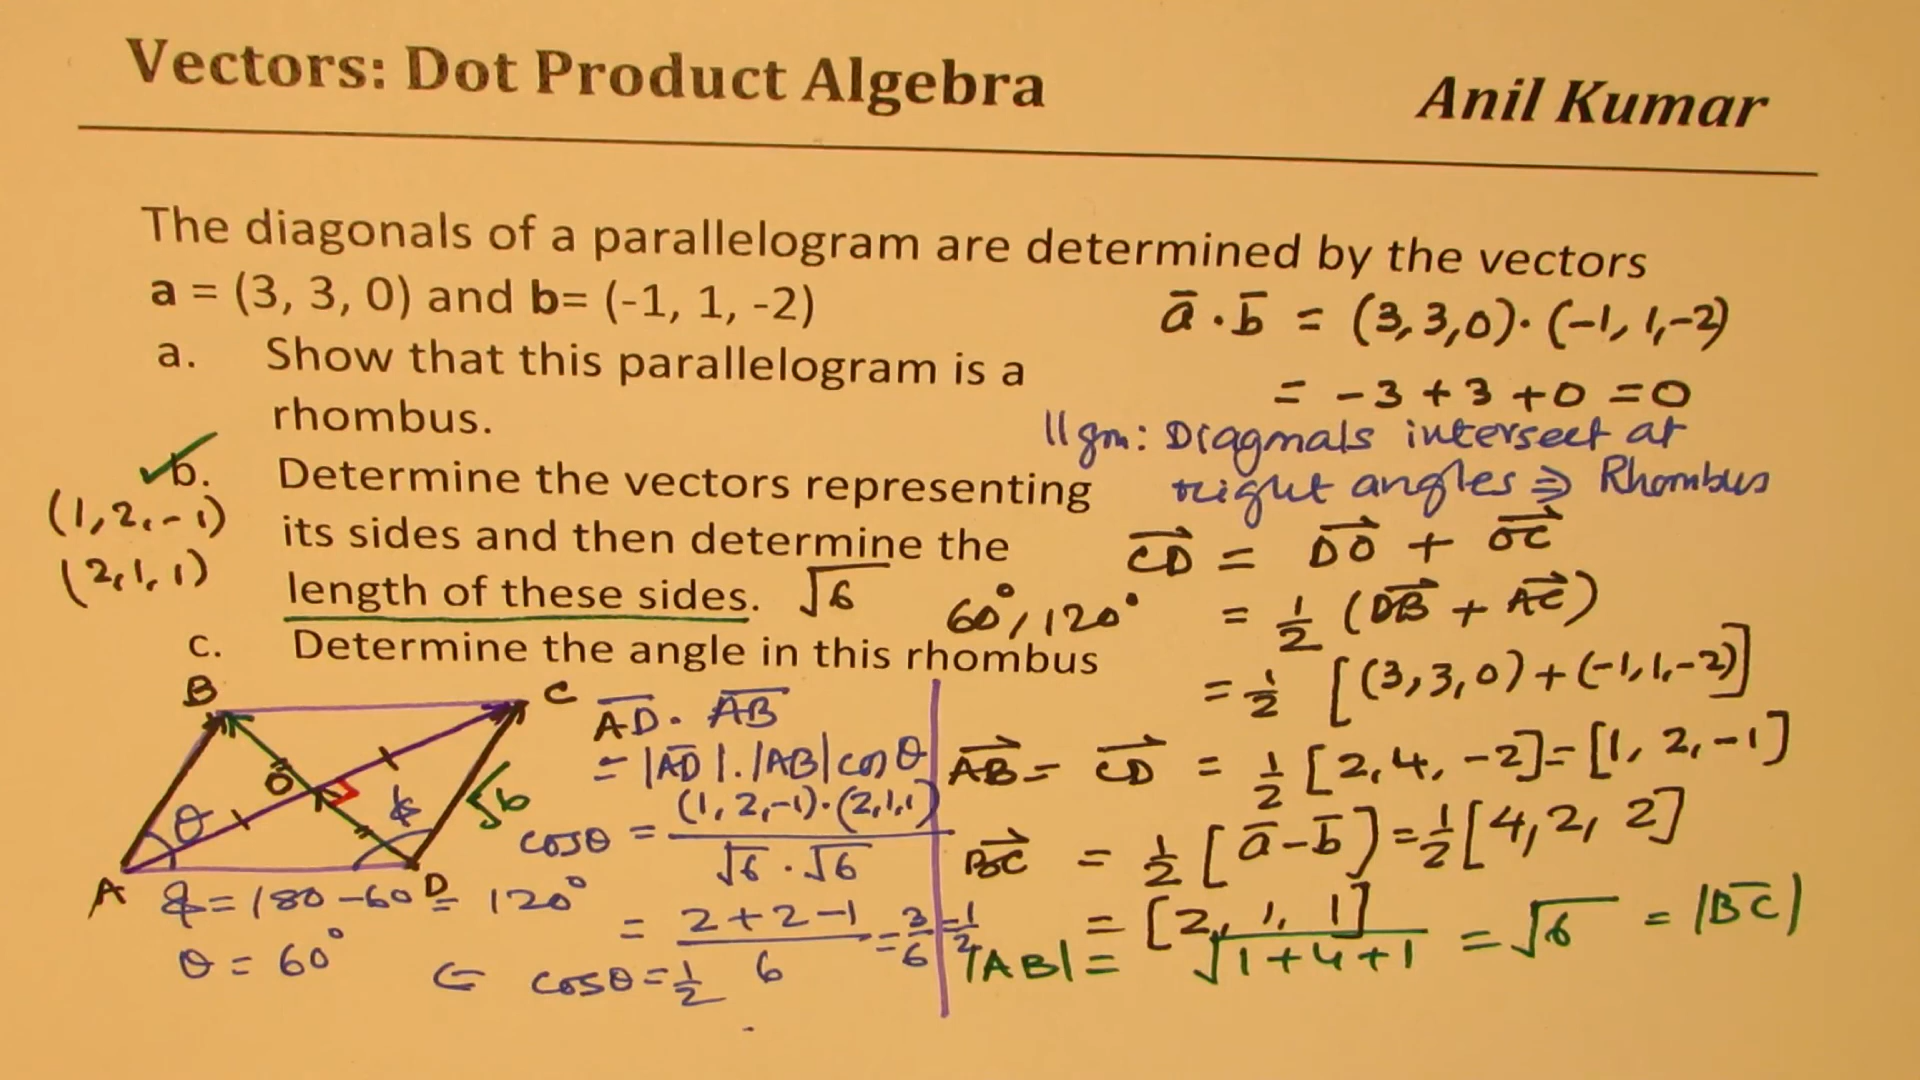 Vectors: Dot Product Algebra
Anil Kumar
The diagonals of a parallelogram are determined by the vectors
a = (3, 3, 0) and b= (-1, 1, -2)
a. Show that this parallelogram is a
rhombus.
b. Determine the vectors representing
its sides and then determine the
length of these sides. √6
c. Determine the angle in this rhombus
60°, 120°
(1, 2, -1)
(2, 1, 1)
a̅ · b̅ = (3, 3, 0) · (-1, 1, -2)
= -3 + 3 + 0 = 0
||gm: Diagonals intersect at
right angles ⇒ Rhombus
CD = DO + OC
= 1/2 (DB + AC)
= 1/2 [(3, 3, 0) + (-1, 1, -2)]
AB = CD = 1/2 [2, 4, -2] = [1, 2, -1]
BC = 1/2 [a̅ - b̅] = 1/2 [4, 2, 2]
= [2, 1, 1]
|AB| = √1+4+1 = √6 = |BC|
B
C
O
θ
√6
A
D
AD · AB
= |AD| · |AB| cos θ
cos θ = (1, 2, -1) · (2, 1, 1) / √6 · √6
= 2 + 2 - 1 / 6 = 3/6 = 1/2
= 180 - 60 = 120°
θ = 60° ⇐ cos θ = 1/2